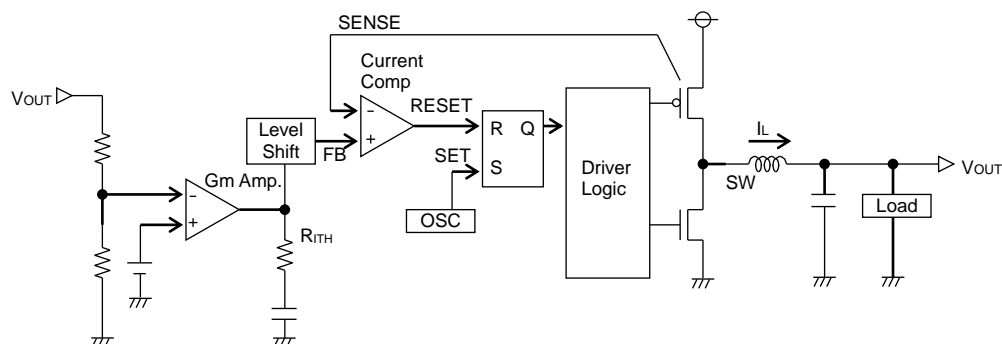 SENSE
Current
Comp
VOUT
RESET
Level
Shift
FB
R Q
S
SET
OSC
Gm Amp.
RITH
Driver
Logic
IL
SW
VOUT
Load
-
+
-
+